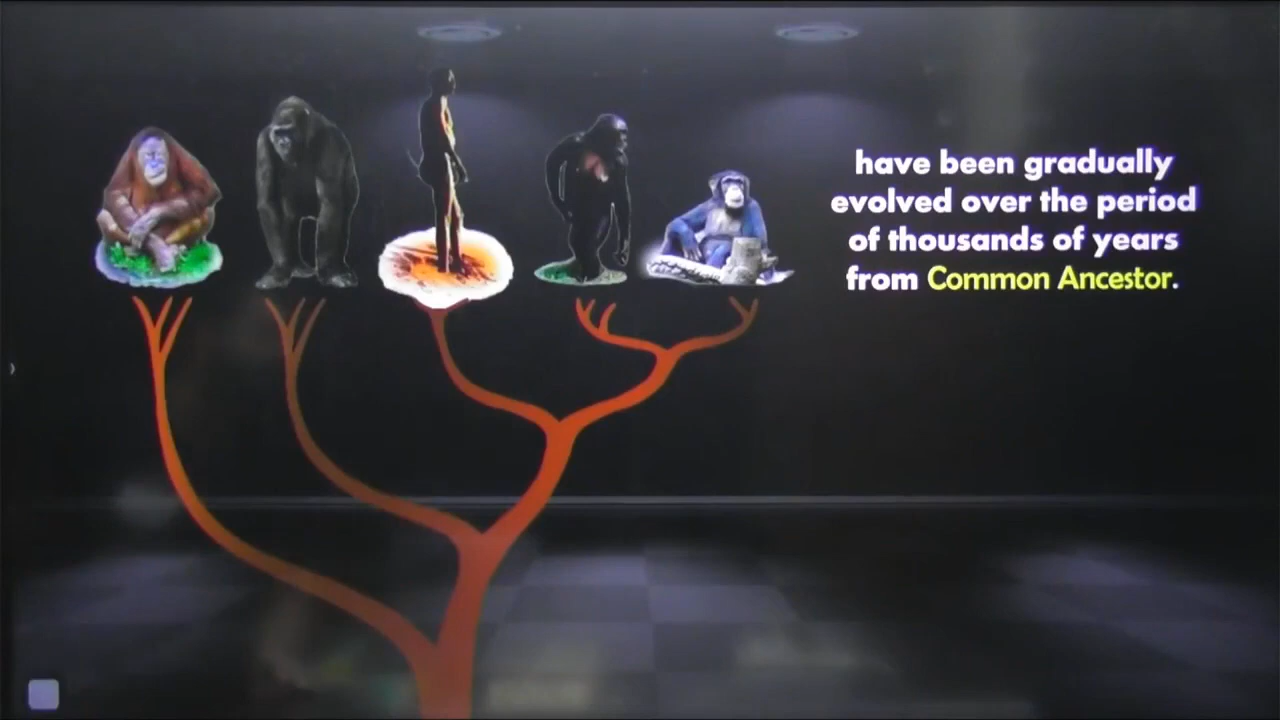 have been gradually
evolved over the period
of thousands of years
from Common Ancestor.